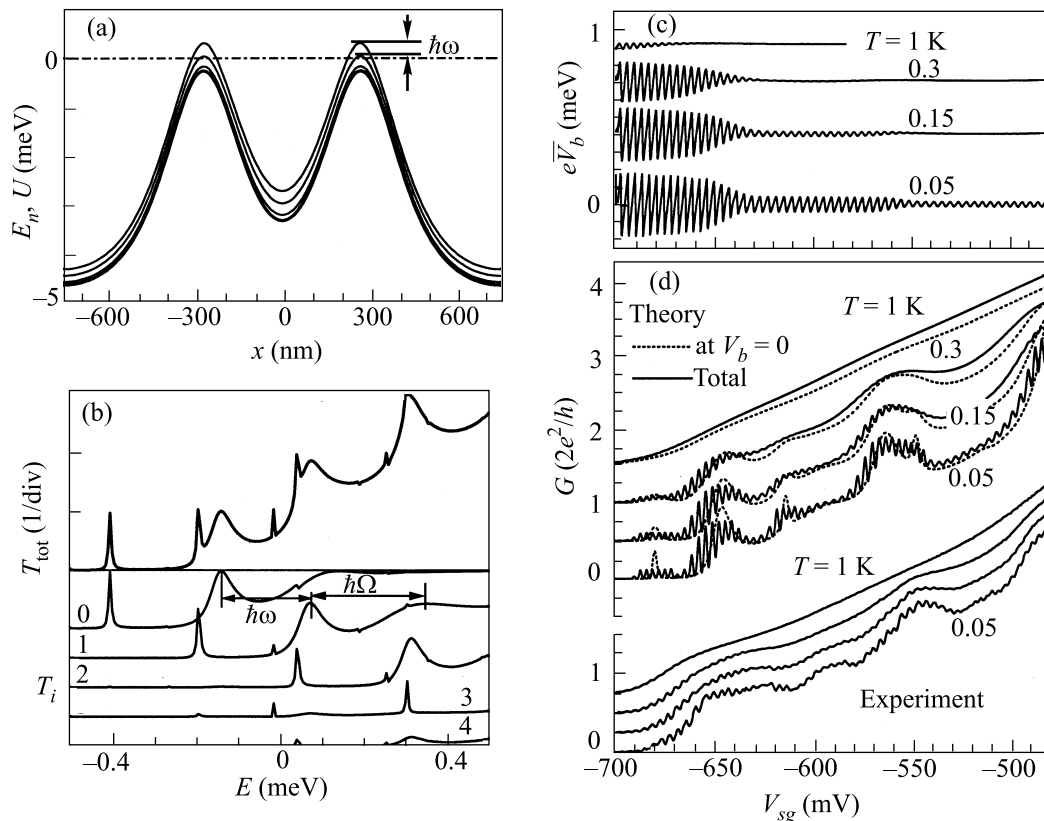 (a)
ħω
0
−5
E_n, U (meV)
−600
−300
0
300
600
x (nm)
(b)
T_tot (1/div)
ħω
ħΩ
0
1
2
3
4
T_i
−0.4
0
0.4
E (meV)
(c)
T = 1 K
0.3
0.15
0.05
1
0
eV̅_b (meV)
(d)
T = 1 K
Theory
at V_b = 0
Total
0.3
0.15
0.05
T = 1 K
0.05
Experiment
4
3
2
1
0
1
0
G (2e²/h)
−700
−650
−600
−550
−500
V_sg (mV)